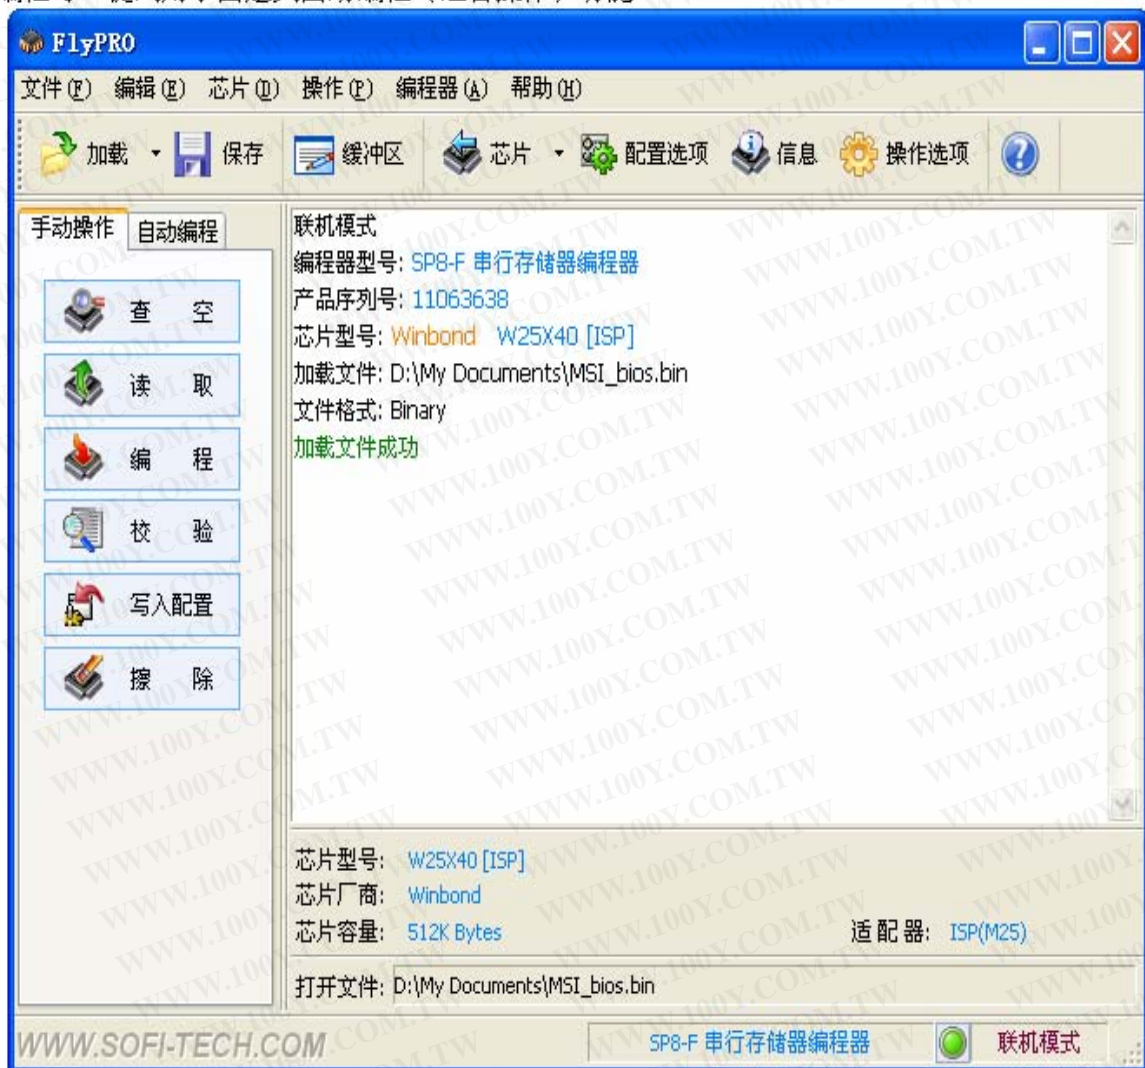 FlyPRO
文件(F) 编辑(E) 芯片(D) 操作(P) 编程器(A) 帮助(H)
加载 保存 缓冲区 芯片 配置选项 信息 操作选项
手动操作 自动编程
查 空
读 取
编 程
校 验
写入配置
擦 除
联机模式
编程器型号: SP8-F 串行存储器编程器
产品序列号: 11063638
芯片型号: Winbond W25X40 [ISP]
加载文件: D:\My Documents\MSI_bios.bin
文件格式: Binary
加载文件成功
芯片型号: W25X40 [ISP]
芯片厂商: Winbond
芯片容量: 512K Bytes 适 配 器: ISP(M25)
打开文件: D:\My Documents\MSI_bios.bin
WWW.SOFI-TECH.COM SP8-F 串行存储器编程器 联机模式
WWW.100Y.COM.TW